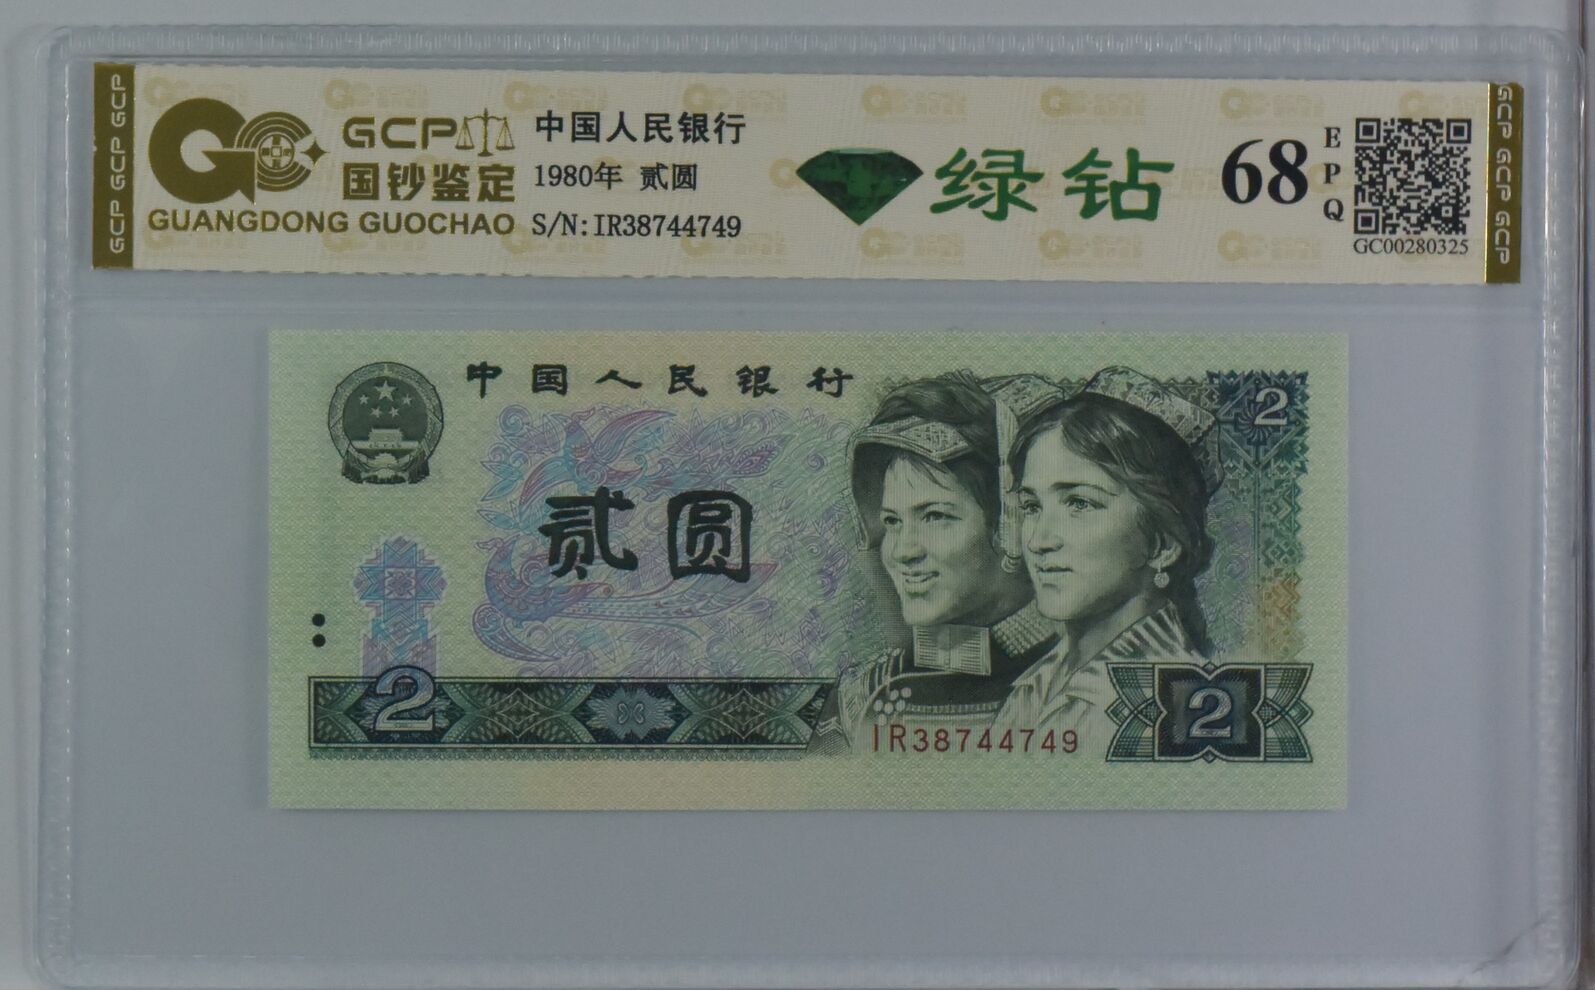 GCP GCP GCP
GCP
国钞鉴定
GUANGDONG GUOCHAO
中国人民银行
1980年 贰圆
S/N:IR38744749
绿钻
68
EPQ
GC00280325
GCP GCP GCP
中国人民银行
2
贰圆
2
IR38744749
2